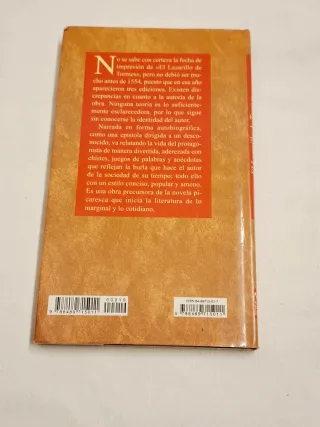 No se sabe con certeza la fecha de
impresión de «El Lazarillo de
Tormes», pero no debió ser mu-
cho antes de 1554, puesto que en ese año
aparecieron tres ediciones. Existen dis-
crepancias en cuanto a la autoría de la
obra. Ninguna teoría es lo suficiente-
mente esclarecedora, por lo que sigue
sin conocerse la identidad del autor.
Narrada en forma autobiográfica,
como una epístola dirigida a un desco-
nocido, va relatando la vida del protago-
nista de manera divertida, aderezada con
chistes, juegos de palabras y anécdotas
que reflejan la burla que hace el autor
de la sociedad de su tiempo; todo ello
con un estilo conciso, popular y ameno.
Es una obra precursora de la novela pi-
caresca que inicia la literatura de lo
marginal y lo cotidiano.